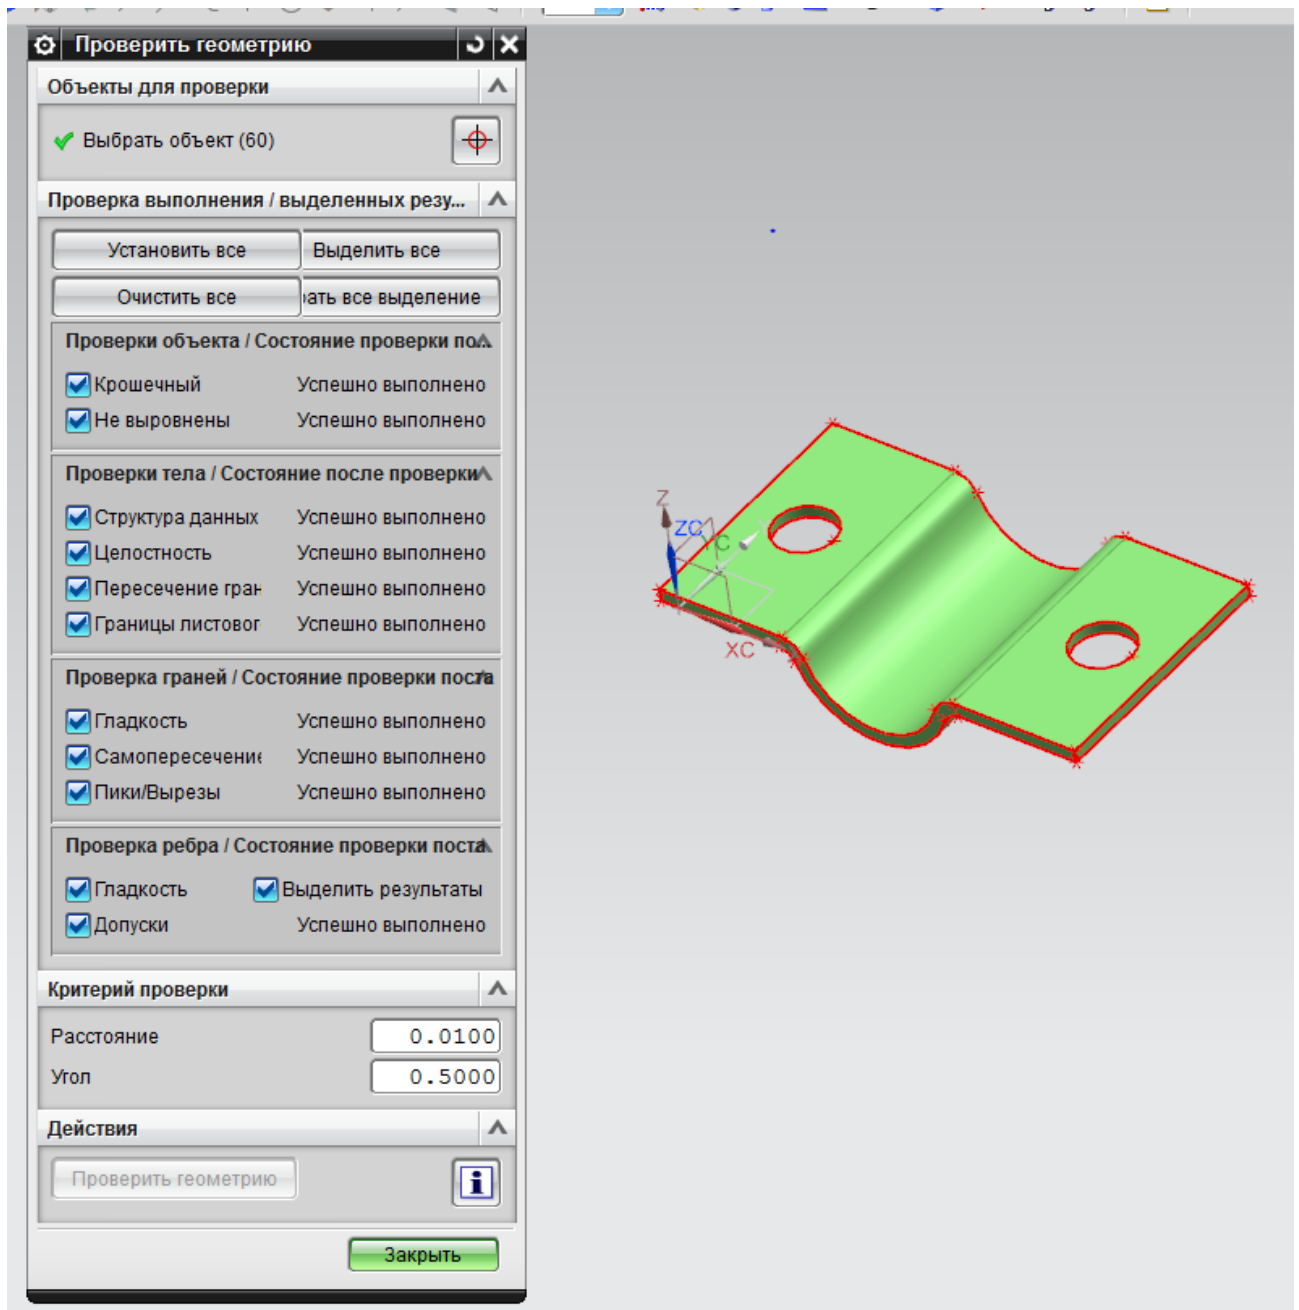 Проверить геометрию
Объекты для проверки
Выбрать объект (60)
Проверка выполнения / выделенных резу...
Установить все Выделить все
Очистить все ать все выделение
Проверки объекта / Состояние проверки по...
Крошечный Успешно выполнено
Не выровнены Успешно выполнено
Проверки тела / Состояние после проверки
Структура данных Успешно выполнено
Целостность Успешно выполнено
Пересечение гран Успешно выполнено
Границы листовог Успешно выполнено
Проверка граней / Состояние проверки посла
Гладкость Успешно выполнено
Самопересечение Успешно выполнено
Пики/Вырезы Успешно выполнено
Проверка ребра / Состояние проверки поста
Гладкость Выделить результаты
Допуски Успешно выполнено
Критерий проверки
Расстояние 0.0100
Угол 0.5000
Действия
Проверить геометрию
Закрыть
Z
ZC
YC
XC